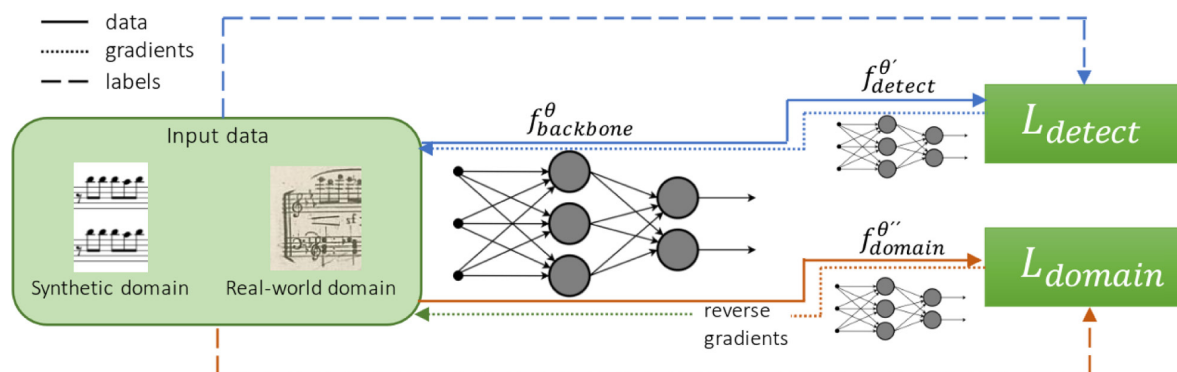 data
gradients
labels
Input data
Synthetic domain
Real-world domain
f^θ_backbone
f^θ′_detect
L_detect
f^θ′′_domain
L_domain
reverse
gradients